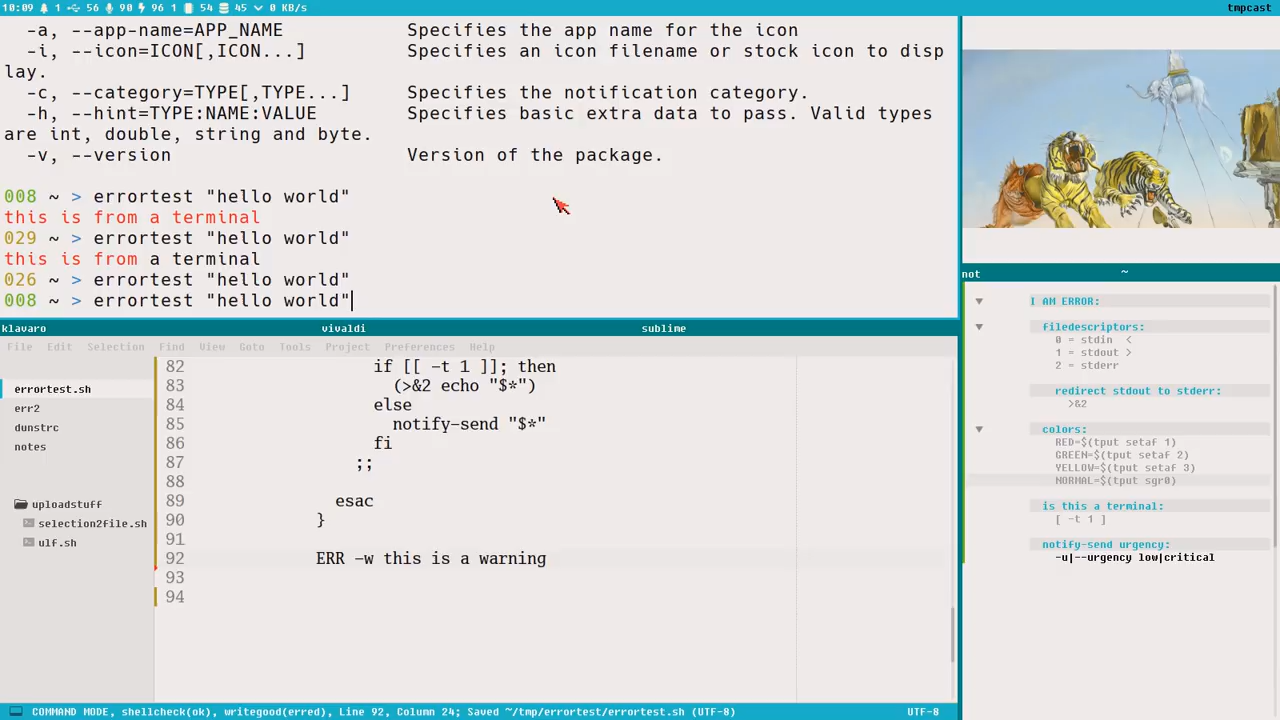 10:09 1 56 90 96 1 54 45 0 KB/s
tmpcast
-a, --app-name=APP_NAME Specifies the app name for the icon
-i, --icon=ICON[,ICON...] Specifies an icon filename or stock icon to disp
lay.
-c, --category=TYPE[,TYPE...] Specifies the notification category.
-h, --hint=TYPE:NAME:VALUE Specifies basic extra data to pass. Valid types
are int, double, string and byte.
-v, --version Version of the package.
008 ~ > errortest "hello world"
this is from a terminal
029 ~ > errortest "hello world"
this is from a terminal
026 ~ > errortest "hello world"
008 ~ > errortest "hello world"
klavaro vivaldi sublime
File Edit Selection Find View Goto Tools Project Preferences Help
errortest.sh
err2
dunstrc
notes
uploadstuff
selection2file.sh
ulf.sh
82 if [[ -t 1 ]]; then
83 (>&2 echo "$*")
84 else
85 notify-send "$*"
86 fi
87 ;;
88
89 esac
90 }
91
92 ERR -w this is a warning
93
94
COMMAND MODE, shellcheck(ok), writegood(erred), Line 92, Column 24; Saved ~/tmp/errortest/errortest.sh (UTF-8) UTF-8
not ~
I AM ERROR:
filedescriptors:
0 = stdin <
1 = stdout >
2 = stderr
redirect stdout to stderr:
>&2
colors:
RED=$(tput setaf 1)
GREEN=$(tput setaf 2)
YELLOW=$(tput setaf 3)
NORMAL=$(tput sgr0)
is this a terminal:
[ -t 1 ]
notify-send urgency:
-u|--urgency low|critical